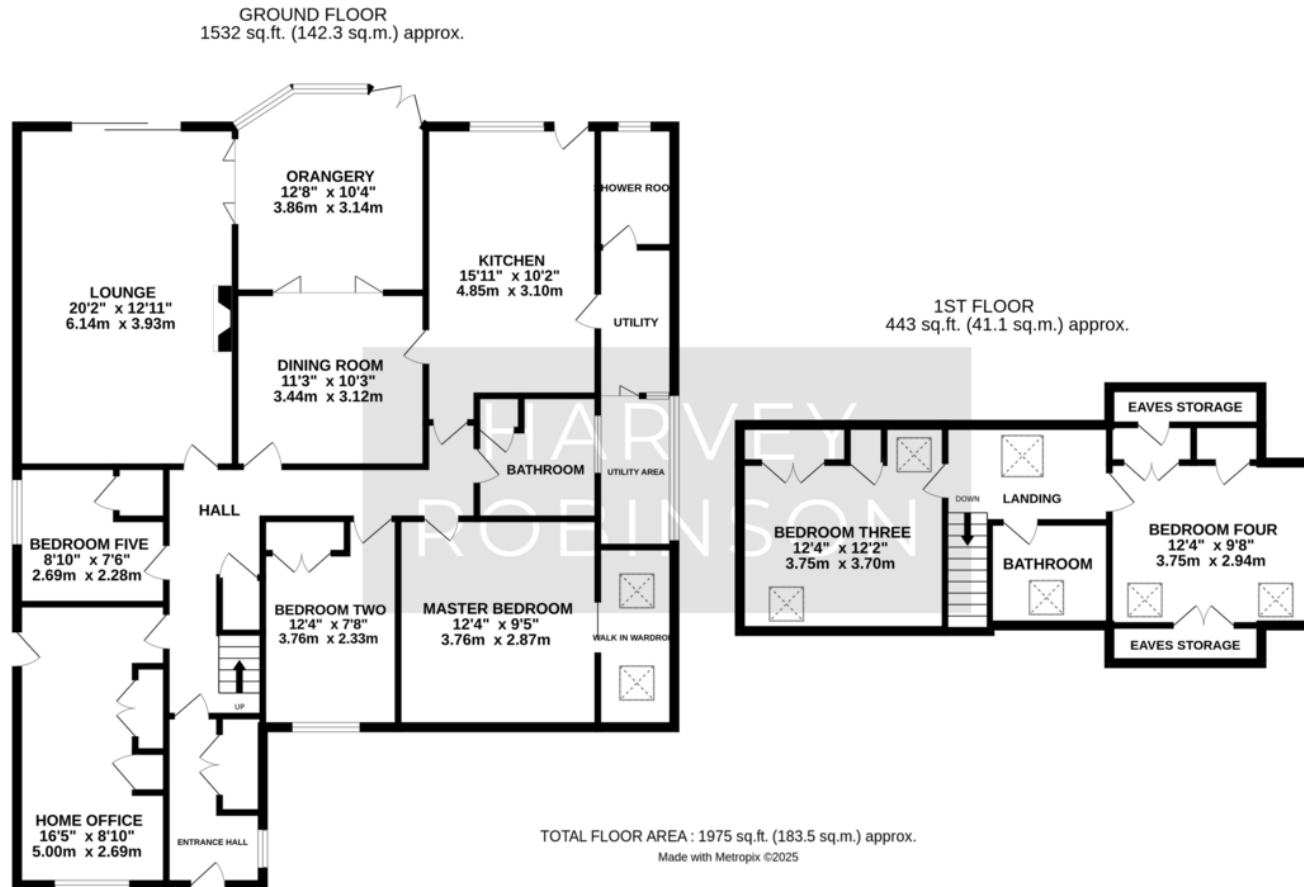 GROUND FLOOR
1532 sq.ft. (142.3 sq.m.) approx.
ORANGERY
12'8" x 10'4"
3.86m x 3.14m
SHOWER ROO
KITCHEN
15'11" x 10'2"
4.85m x 3.10m
LOUNGE
20'2" x 12'11"
6.14m x 3.93m
UTILITY
DINING ROOM
11'3" x 10'3"
3.44m x 3.12m
HARVEY
ROBINSON
BATHROOM
UTILITY AREA
HALL
BEDROOM FIVE
8'10" x 7'6"
2.69m x 2.28m
BEDROOM TWO
12'4" x 7'8"
3.76m x 2.33m
MASTER BEDROOM
12'4" x 9'5"
3.76m x 2.87m
WALK IN WARDRO
UP
HOME OFFICE
16'5" x 8'10"
5.00m x 2.69m
ENTRANCE HALL
1ST FLOOR
443 sq.ft. (41.1 sq.m.) approx.
EAVES STORAGE
DOWN
LANDING
BEDROOM THREE
12'4" x 12'2"
3.75m x 3.70m
BEDROOM FOUR
12'4" x 9'8"
3.75m x 2.94m
BATHROOM
EAVES STORAGE
TOTAL FLOOR AREA : 1975 sq.ft. (183.5 sq.m.) approx.
Made with Metropix ©2025